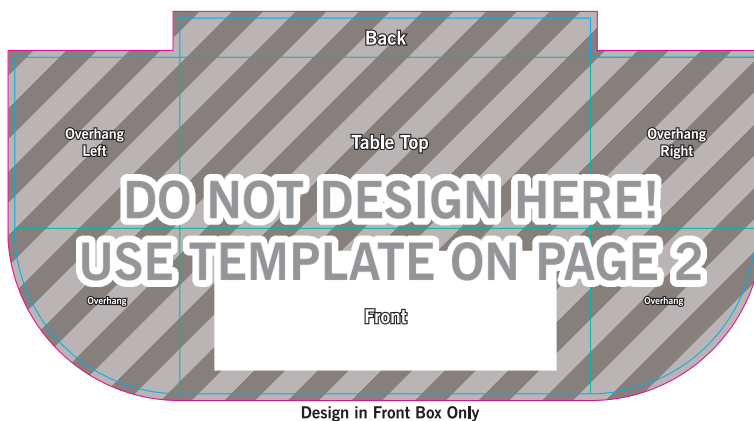 Back
Overhang
Left
Table Top
Overhang
Right
DO NOT DESIGN HERE!
USE TEMPLATE ON PAGE 2
Overhang
Front
Overhang
Design in Front Box Only